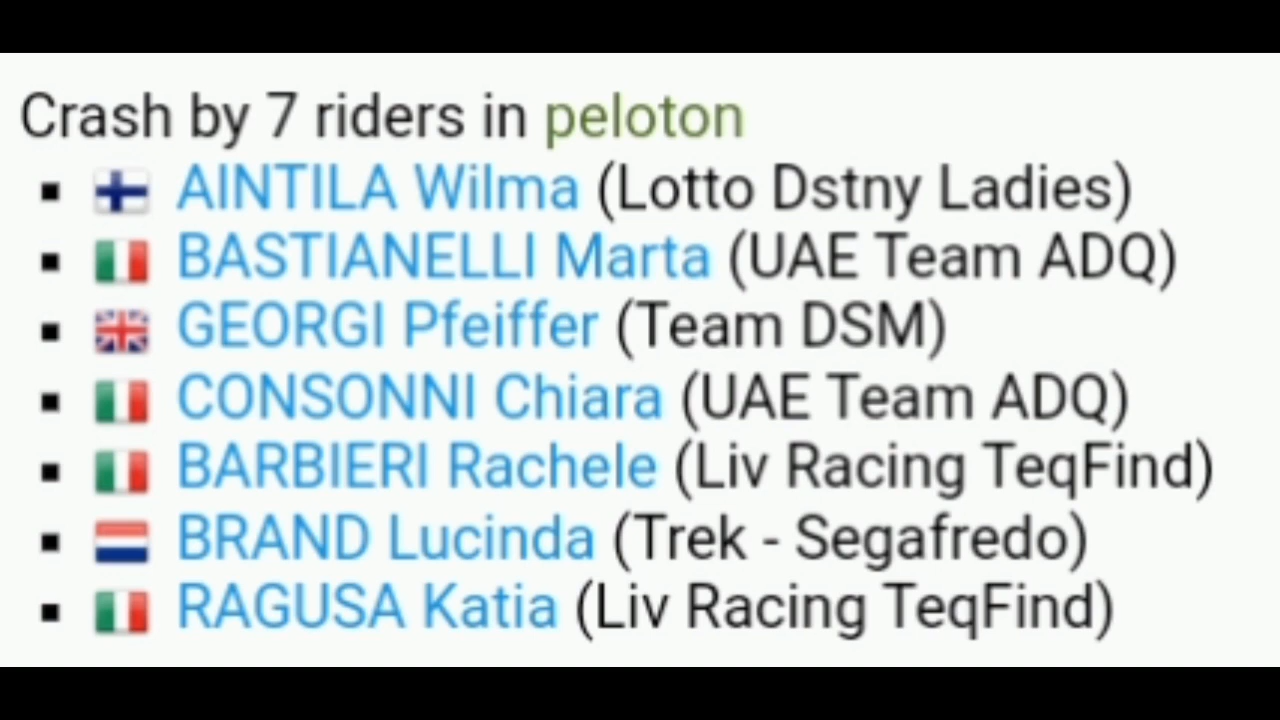 Crash by 7 riders in peloton
AINTILA Wilma (Lotto Dstny Ladies)
BASTIANELLI Marta (UAE Team ADQ)
GEORGI Pfeiffer (Team DSM)
CONSONNI Chiara (UAE Team ADQ)
BARBIERI Rachele (Liv Racing TeqFind)
BRAND Lucinda (Trek - Segafredo)
RAGUSA Katia (Liv Racing TeqFind)